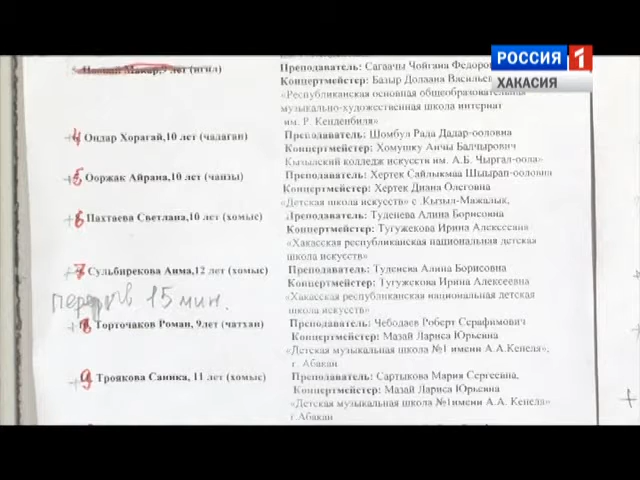 РОССИЯ 1
ХАКАСИЯ
Преподаватель: Сагаачы Чойгана Федоров
Макар, 9 лет (игил)
Концертмейстер: Базыр Долаана Васильев
«Республиканская основная общеобразовательная
музыкально-художественная школа интернат
им. Р. Кенденбиля»
+4 Ондар Хорагай,10 лет (чадаган)
Преподаватель: Шомбул Рада Дадар-ооловна
Концертмейстер: Хомушку Анчы Балчырович
Кызылский колледж искусств им. А.Б. Чыргал-оола»
+5 Ооржак Айрана,10 лет (чанзы)
Преподаватель: Хертек Сайлыкмаа Шыырап-ооловна
Концертмейстер: Хертек Диана Олеговна
«Детская школа искусств» с .Кызыл-Мажалык,
+6 Пахтаева Светлана,10 лет (хомыс)
Преподаватель: Туденева Алина Борисовна
Концертмейстер: Тугужекова Ирина Алексеевна
«Хакасская республиканская национальная детская
школа искусств»
+7 Сульбирекова Аима,12 лет (хомыс)
Преподаватель: Туденева Алина Борисовна
Концертмейстер: Тугужекова Ирина Алексеевна
«Хакасская республиканская национальная детская
школа искусств»
перерыв 15 мин.
8 Торточаков Роман, 9лет (чатхан)
Преподаватель: Чебодаев Роберт Серафимович
Концертмейстер: Мазай Лариса Юрьевна
«Детская музыкальная школа №1 имени А.А.Кенеля»,
г. Абакан
+9 Троякова Саника, 11 лет (хомыс)
Преподаватель: Сартыкова Мария Сергеевна,
Концертмейстер: Мазай Лариса Юрьевна
«Детская музыкальная школа №1имени А.А. Кенеля»
г.Абакан